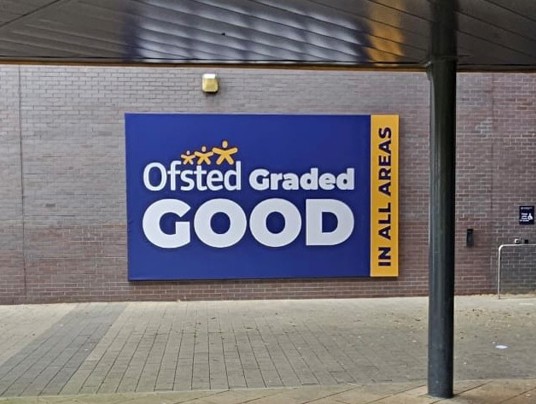 Ofsted Graded
GOOD
IN ALL AREAS